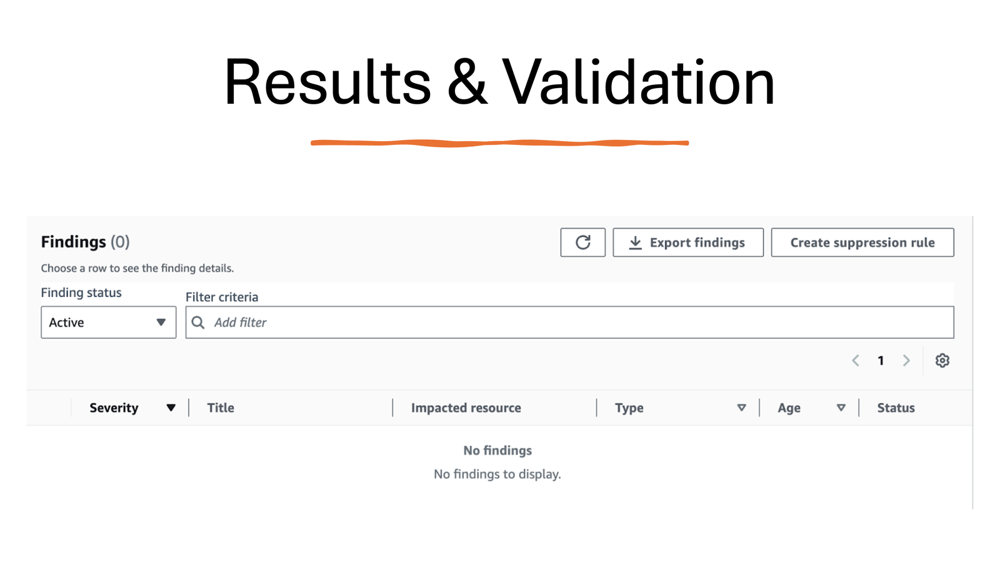 Results & Validation
Findings (0)
Export findings
Create suppression rule
Choose a row to see the finding details.
Finding status
Filter criteria
Active
Add filter
1
Severity
Title
Impacted resource
Type
Age
Status
No findings
No findings to display.